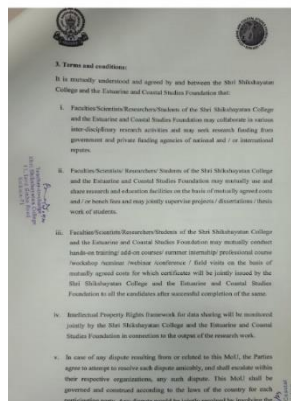 3. Terms and conditions:
It is mutually understood and agreed by and between the Shri Shikshayatan
College and the Estuarine and Coastal Studies Foundation that:
i. Faculties/Scientists/Researchers/Students of the Shri Shikshayatan College
and the Estuarine and Coastal Studies Foundation may collaborate in various
inter-disciplinary research activities and may seek research funding from
government and private funding agencies of national and / or international
repute.
ii. Faculties/Scientists/ Researchers/ Students of the Shri Shikshayatan College
and the Estuarine and Coastal Studies Foundation may mutually use and
share research and education facilities on the basis of mutually agreed costs
and / or bench fees and may jointly supervise projects / dissertations / thesis
work of students.
iii. Faculties/Scientists/Researchers/Students of the Shri Shikshayatan College
and the Estuarine and Coastal Studies Foundation may mutually conduct
hands-on training/ add-on courses/ summer internship/ professional course
/workshop /seminar /webinar /conference / field visits on the basis of
mutually agreed costs for which certificates will be jointly issued by the
Shri Shikshayatan College and the Estuarine and Coastal Studies
Foundation to all the candidates after successful completion of the same.
iv. Intellectual Property Rights framework for data sharing will be monitored
jointly by the Shri Shikshayatan College and the Estuarine and Coastal
Studies Foundation in connection to the output of the research work.
v. In case of any dispute resulting from or related to this MoU, the Parties
agree to attempt to resolve such dispute amicably, and shall escalate within
their respective organizations, any such dispute. This MoU shall be
governed and construed according to the laws of the country for each
Shri Shikshayatan College